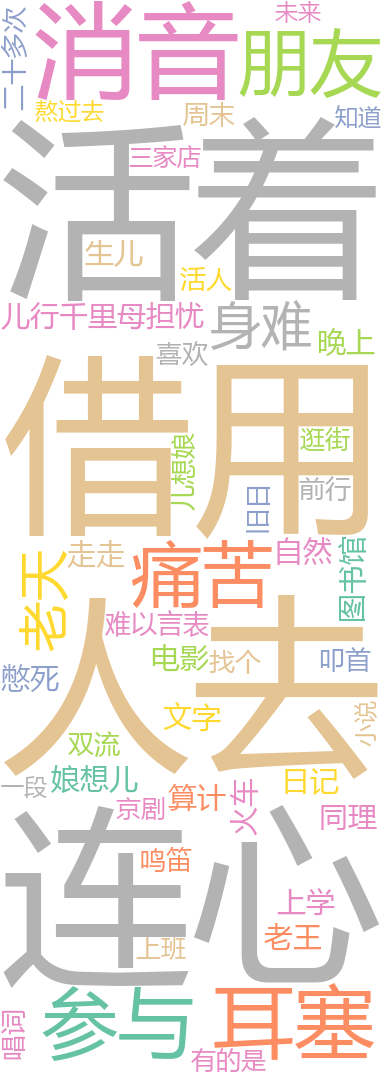 未来
二十多次
消音
朋友
熬过去
周末
知道
活着
三家店
生儿
活人
儿行千里母担忧
身难
晚上
喜欢
借用
逛街
儿想娘
前行
旧日
走走
痛苦
自然
图书馆
老天
人去
难以言表
电影
找个
叩首
憋死
文字
小说
双流
娘想儿
一段
算计
日记
京剧
火车
同理
连心
鸣笛
上学
老王
上班
参与
耳塞
唱词
有的是